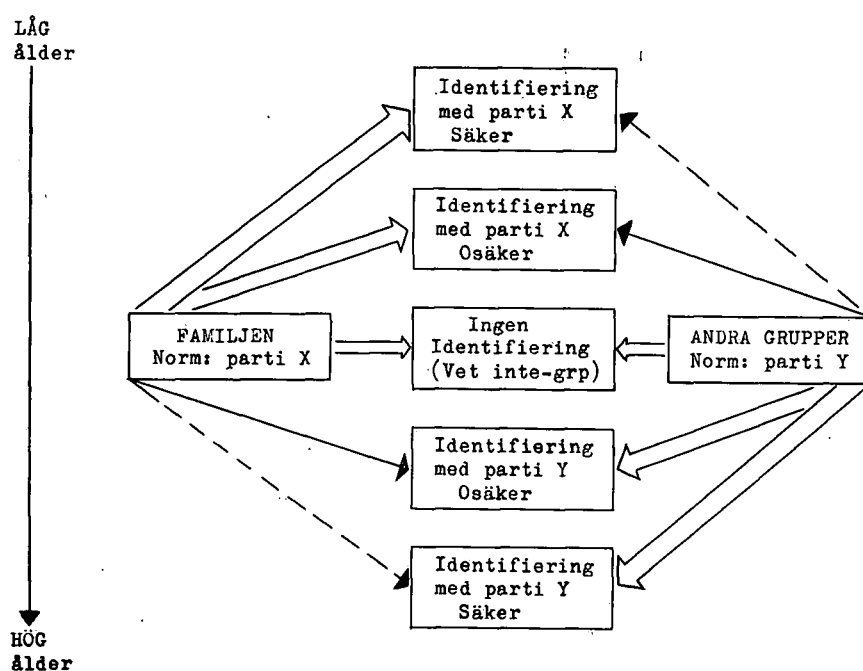 LÅG
ålder
Identifiering
med parti X
Säker
Identifiering
med parti X
Osäker
FAMILJEN
Norm: parti X
Ingen
Identifiering
(Vet inte-grp)
ANDRA GRUPPER
Norm: parti Y
Identifiering
med parti Y
Osäker
Identifiering
med parti Y
Säker
HÖG
ålder